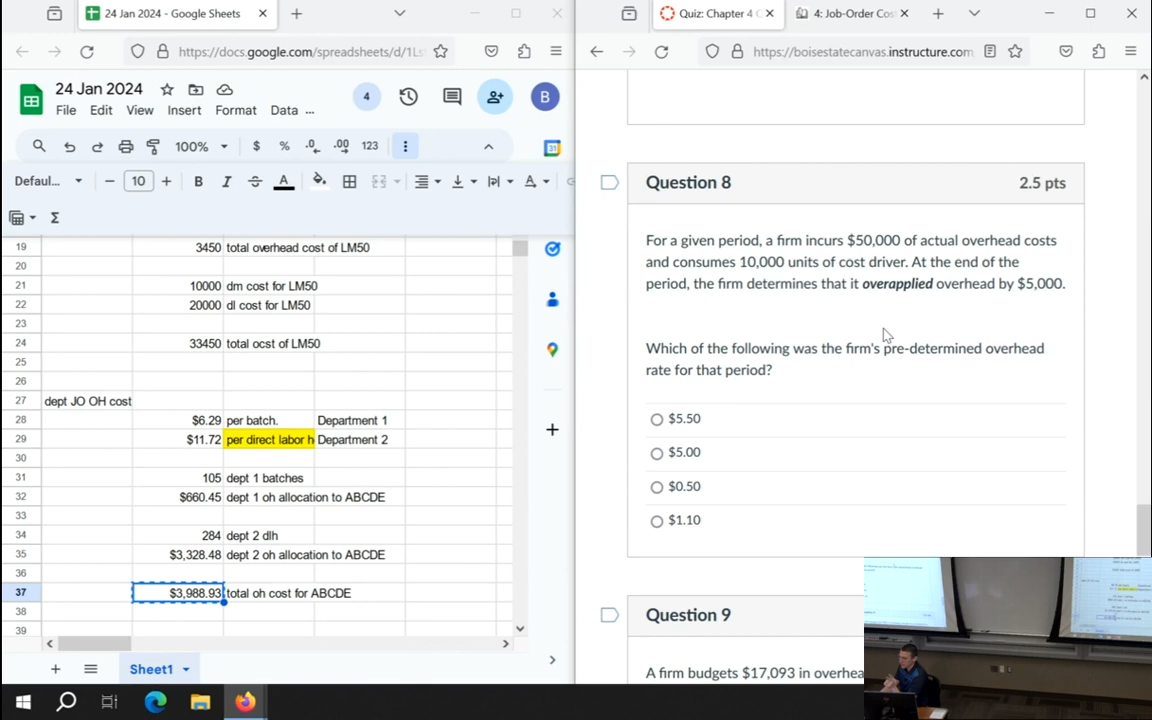 24 Jan 2024 - Google Sheets
https://docs.google.com/spreadsheets/d/1Ls
24 Jan 2024
File Edit View Insert Format Data ...
4
B
100%
$ % .0 .00 123
31
Defaul...
10
B I A
Σ
19 3450 total overhead cost of LM50
20
21 10000 dm cost for LM50
22 20000 dl cost for LM50
23
24 33450 total ocst of LM50
25
26
27 dept JO OH cost
28 $6.29 per batch. Department 1
29 $11.72 per direct labor h Department 2
30
31 105 dept 1 batches
32 $660.45 dept 1 oh allocation to ABCDE
33
34 284 dept 2 dlh
35 $3,328.48 dept 2 oh allocation to ABCDE
36
37 $3,988.93 total oh cost for ABCDE
38
39
Sheet1
Quiz: Chapter 4 C
4: Job-Order Cos
https://boisestatecanvas.instructure.com
Question 8
2.5 pts
For a given period, a firm incurs $50,000 of actual overhead costs
and consumes 10,000 units of cost driver. At the end of the
period, the firm determines that it overapplied overhead by $5,000.
Which of the following was the firm's pre-determined overhead
rate for that period?
$5.50
$5.00
$0.50
$1.10
Question 9
A firm budgets $17,093 in overhea